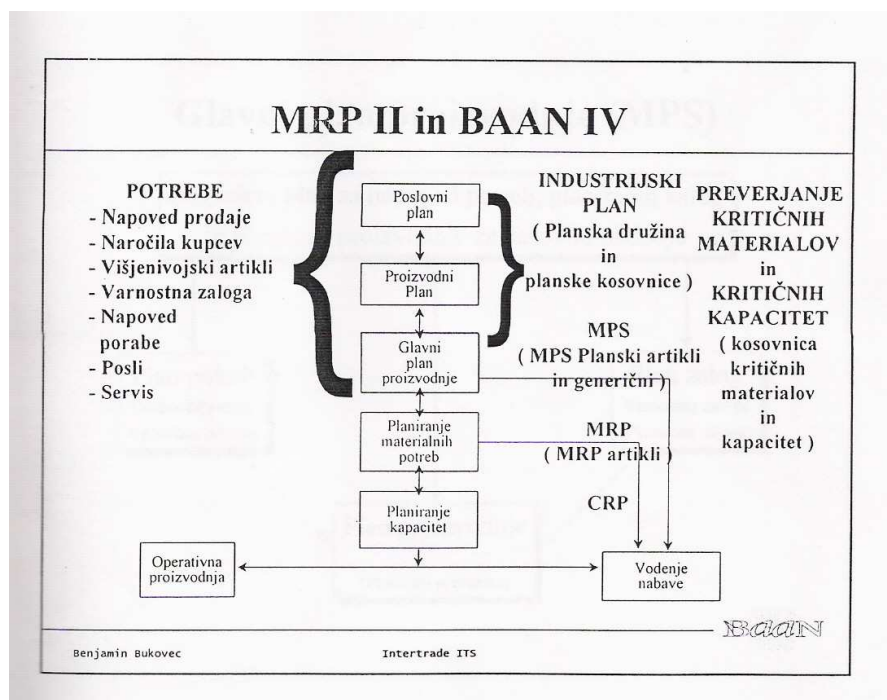 MRP II in BAAN IV
POTREBE
- Napoved prodaje
- Naročila kupcev
- Višjenivojski artikli
- Varnostna zaloga
- Napoved
porabe
- Posli
- Servis
Poslovni
plan
Proizvodni
Plan
Glavni
plan
proizvodnje
Planiranje
materialnih
potreb
Planiranje
kapacitet
Operativna
proizvodnja
Vodenje
nabave
INDUSTRIJSKI
PLAN
( Planska družina
in
planske kosovnice )
MPS
( MPS Planski artikli
in generični )
MRP
( MRP artikli )
CRP
PREVERJANJE
KRITIČNIH
MATERIALOV
in
KRITIČNIH
KAPACITET
( kosovnica
kritičnih
materialov
in
kapacitet )
BaaN
Benjamin Bukovec
Intertrade ITS